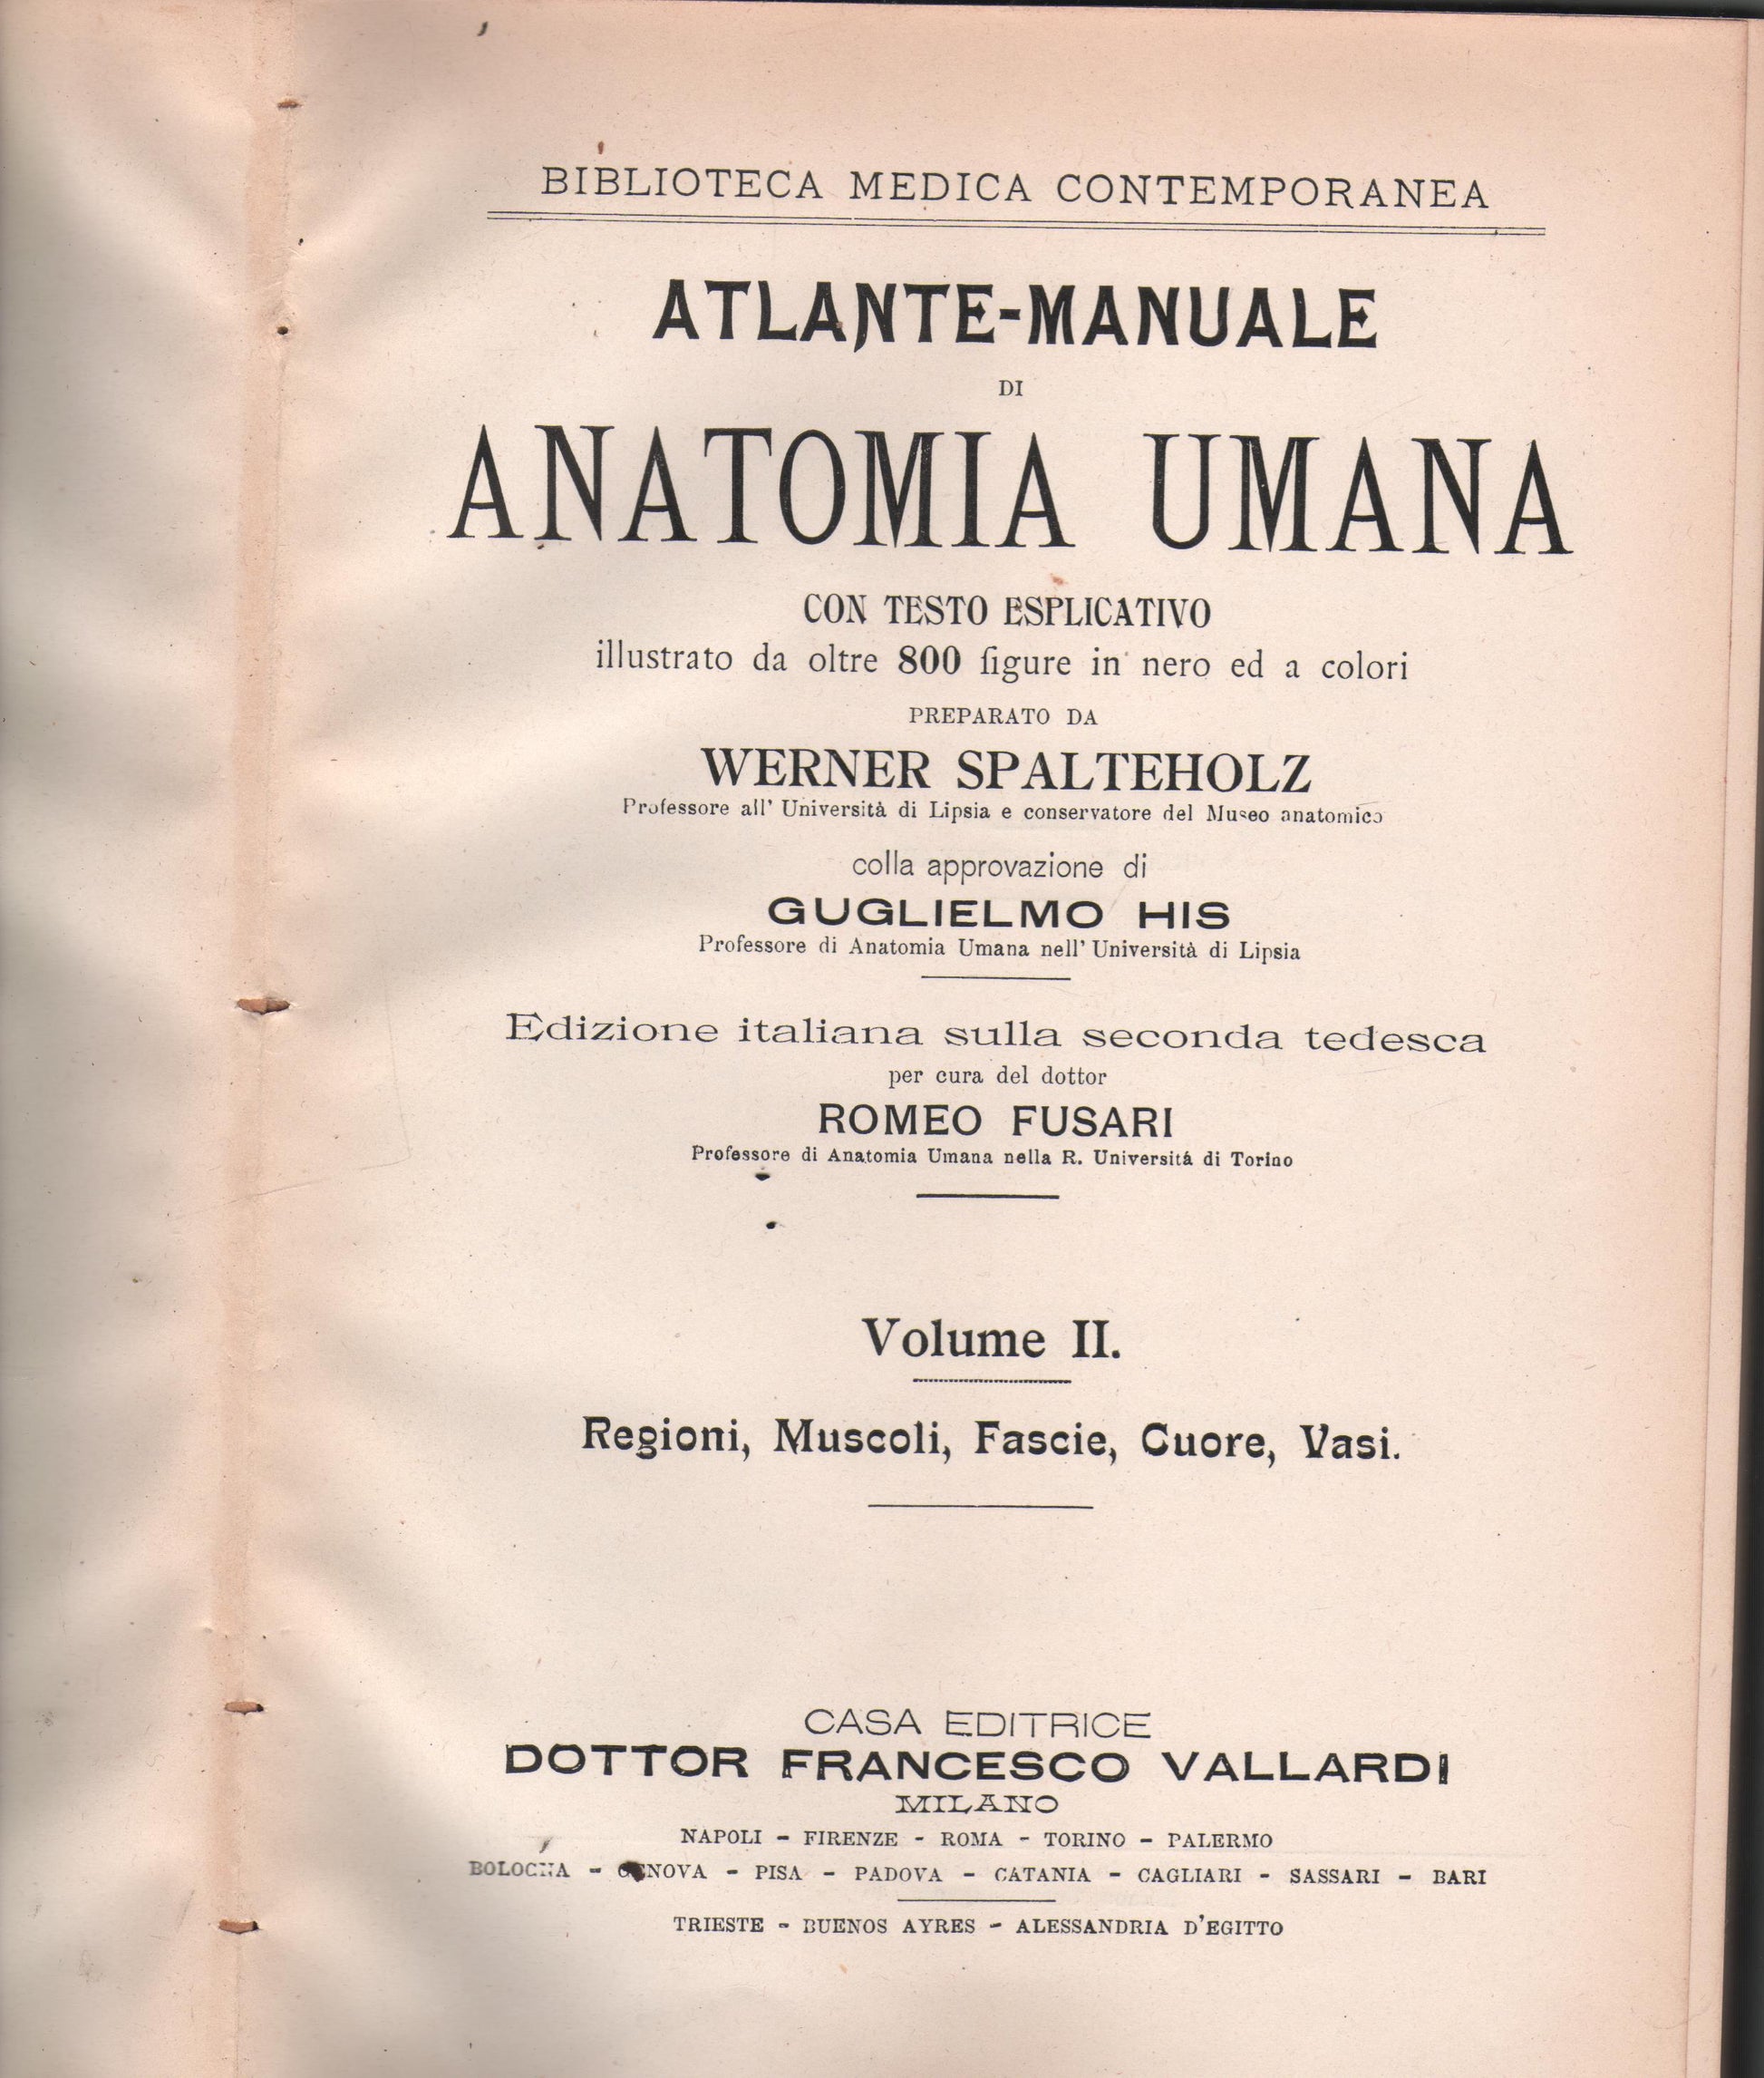 BIBLIOTECA MEDICA CONTEMPORANEA
ATLANTE-MANUALE
DI
ANATOMIA UMANA
CON TESTO ESPLICATIVO
illustrato da oltre 800 figure in nero ed a colori
PREPARATO DA
WERNER SPALTEHOLZ
Professore all' Università di Lipsia e conservatore del Museo anatomico
colla approvazione di
GUGLIELMO HIS
Professore di Anatomia Umana nell' Università di Lipsia
Edizione italiana sulla seconda tedesca
per cura del dottor
ROMEO FUSARI
Professore di Anatomia Umana nella R. Universitá di Torino
Volume II.
Regioni, Muscoli, Fascie, Cuore, Vasi.
CASA EDITRICE
DOTTOR FRANCESCO VALLARDI
MILANO
NAPOLI - FIRENZE - ROMA - TORINO - PALERMO
BOLOGNA - GENOVA - PISA - PADOVA - CATANIA - CAGLIARI - SASSARI - BARI
TRIESTE - BUENOS AYRES - ALESSANDRIA D'EGITTO